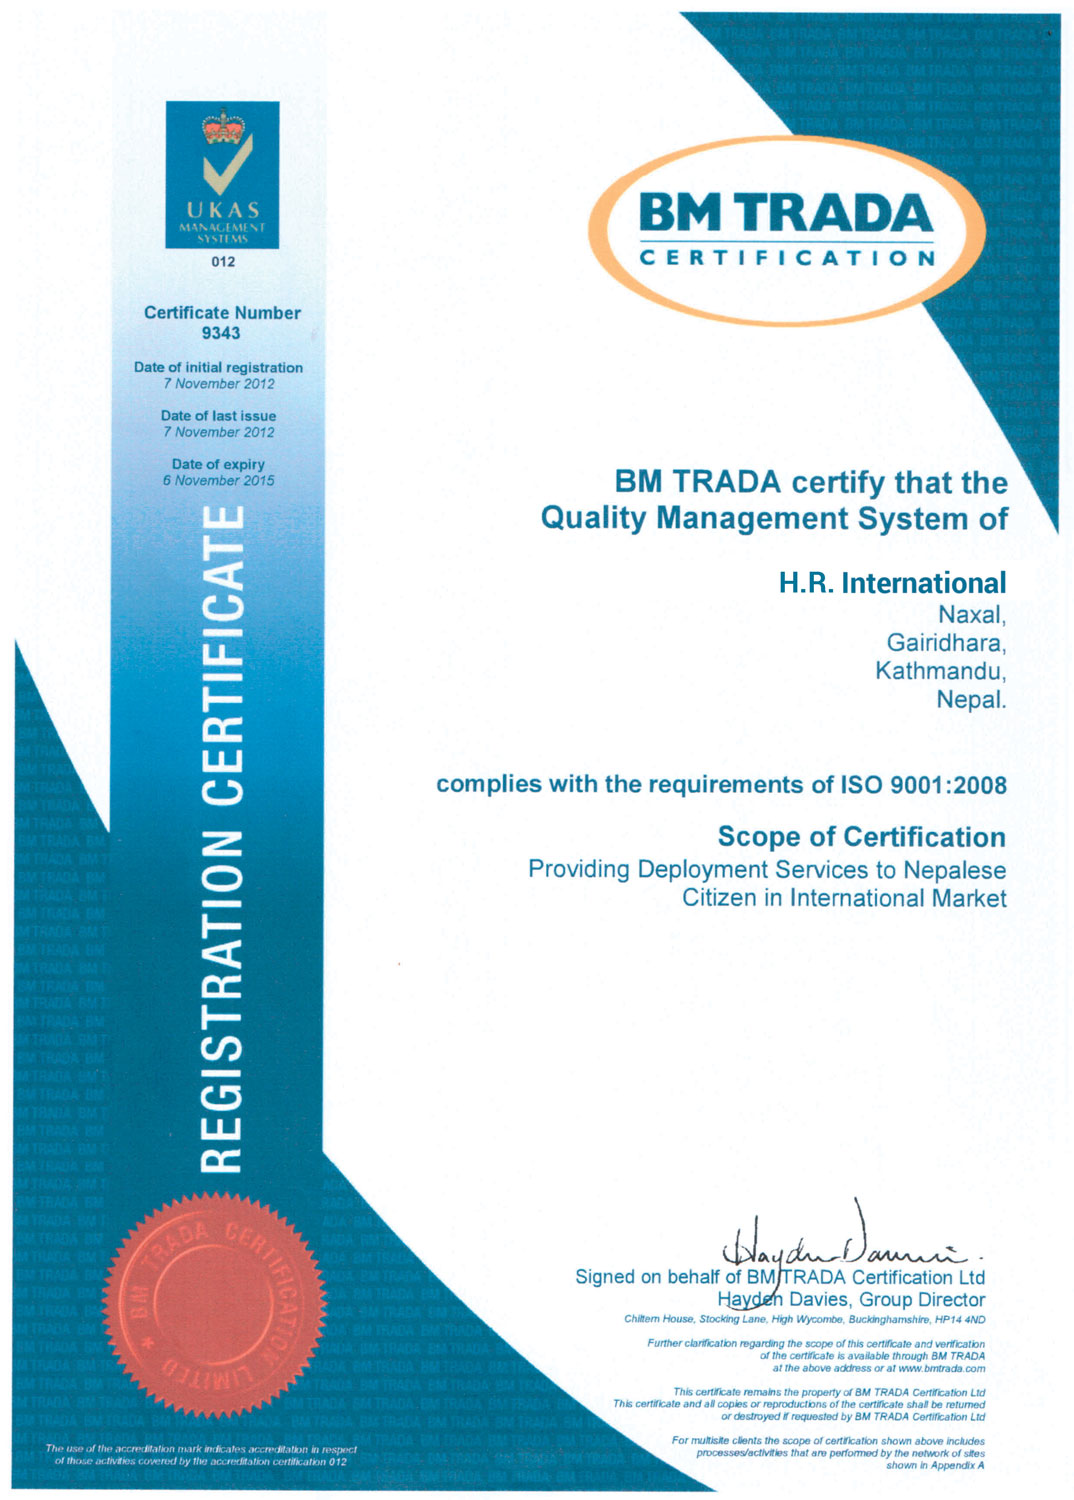 UKAS
MANAGEMENT
SYSTEMS
012
BM TRADA
CERTIFICATION
Certificate Number
9343
Date of initial registration
7 November 2012
Date of last issue
7 November 2012
Date of expiry
6 November 2015
REGISTRATION CERTIFICATE
BM TRADA certify that the
Quality Management System of
H.R. International
Naxal,
Gairidhara,
Kathmandu,
Nepal.
complies with the requirements of ISO 9001:2008
Scope of Certification
Providing Deployment Services to Nepalese
Citizen in International Market
BM TRADA CERTIFICATION LIMITED
Signed on behalf of BM TRADA Certification Ltd
Hayden Davies, Group Director
Chiltern House, Stocking Lane, High Wycombe, Buckinghamshire, HP14 4ND
Further clarification regarding the scope of this certificate and verification
of the certificate is available through BM TRADA
at the above address or at www.bmtrada.com
This certificate remains the property of BM TRADA Certification Ltd
This certificate and all copies or reproductions of the certificate shall be returned
or destroyed if requested by BM TRADA Certification Ltd
For multisite clients the scope of certification shown above includes
processes/activities that are performed by the network of sites
shown in Appendix A
The use of the accreditation mark indicates accreditation in respect
of those activities covered by the accreditation certification 012